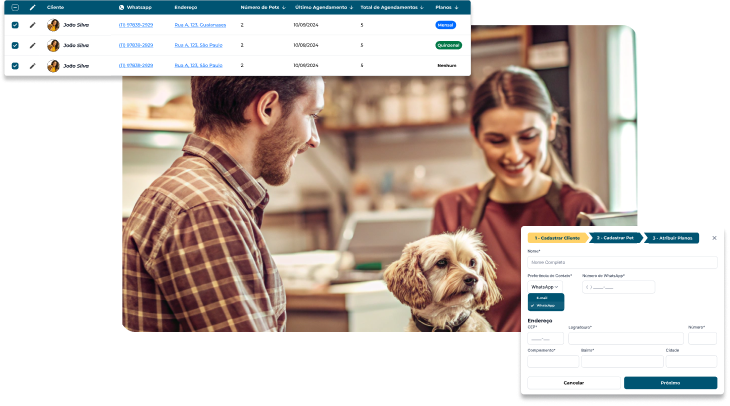 Cliente Whatsapp Endereço Número de Pets ↓ Último Agendamento ↓ Total de Agendamentos ↓ Planos ↓
João Silva (11) 97838-2929 Rua A, 123, Guaianases 2 10/09/2024 5 Mensal
João Silva (11) 97838-2929 Rua A, 123, São Paulo 2 10/09/2024 5 Quinzenal
João Silva (11) 97838-2929 Rua A, 123, São Paulo 2 10/09/2024 5 Nenhum
1 - Cadastrar Cliente 2 - Cadastrar Pet 3 - Atribuir Planos
Nome*
Nome Completo
Preferência de Contato* Número do WhatsApp*
WhatsApp ( ) _____-____
E-mail
WhatsApp
Endereço
CEP* Logradouro* Número*
_____-___
Complemento* Bairro* Cidade
Cancelar Próximo